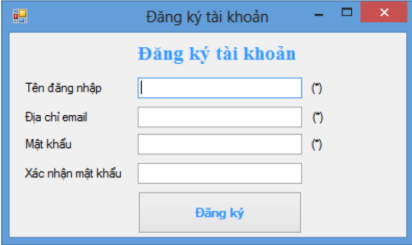 Đăng ký tài khoản
Đăng ký tài khoản
Tên đăng nhập (*)
Địa chỉ email (*)
Mật khẩu (*)
Xác nhận mật khẩu
Đăng ký